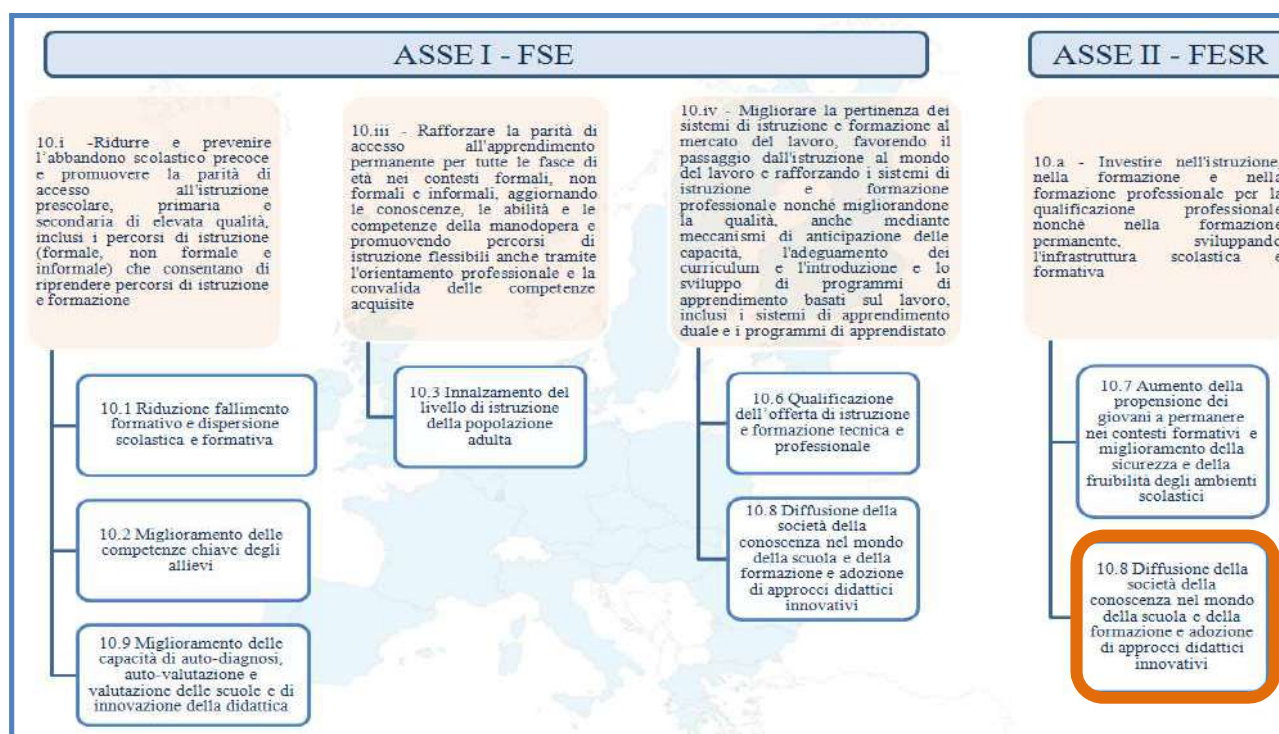 ASSE I - FSE
10.i -Ridurre e prevenire
l'abbandono scolastico precoce
e promuovere la parità di
accesso all'istruzione
prescolare, primaria e
secondaria di elevata qualità,
inclusi i percorsi di istruzione
(formale, non formale e
informale) che consentano di
riprendere percorsi di istruzione
e formazione
10.1 Riduzione fallimento
formativo e dispersione
scolastica e formativa
10.2 Miglioramento delle
competenze chiave degli
allievi
10.9 Miglioramento delle
capacità di auto-diagnosi,
auto-valutazione e
valutazione delle scuole e di
innovazione della didattica
10.iii - Rafforzare la parità di
accesso all'apprendimento
permanente per tutte le fasce di
età nei contesti formali, non
formali e informali, aggiornando
le conoscenze, le abilità e le
competenze della manodopera e
promuovendo percorsi di
istruzione flessibili anche tramite
l'orientamento professionale e la
convalida delle competenze
acquisite
10.3 Innalzamento del
livello di istruzione
della popolazione
adulta
10.iv - Migliorare la pertinenza dei
sistemi di istruzione e formazione al
mercato del lavoro, favorendo il
passaggio dall'istruzione al mondo
del lavoro e rafforzando i sistemi di
istruzione e formazione
professionale nonché migliorandone
la qualità, anche mediante
meccanismi di anticipazione delle
capacità, l'adeguamento dei
curriculum e l'introduzione e lo
sviluppo di programmi di
apprendimento basati sul lavoro,
inclusi i sistemi di apprendimento
duale e i programmi di apprendistato
10.6 Qualificazione
dell'offerta di istruzione
e formazione tecnica e
professionale
10.8 Diffusione della
società della
conoscenza nel mondo
della scuola e della
formazione e adozione
di approcci didattici
innovativi
ASSE II - FESR
10.a - Investire nell'istruzione,
nella formazione e nella
formazione professionale per la
qualificazione professionale
nonché nella formazione
permanente, sviluppando
l'infrastruttura scolastica e
formativa
10.7 Aumento della
propensione dei
giovani a permanere
nei contesti formativi e
miglioramento della
sicurezza e della
fruibilità degli ambienti
scolastici
10.8 Diffusione della
società della
conoscenza nel mondo
della scuola e della
formazione e adozione
di approcci didattici
innovativi